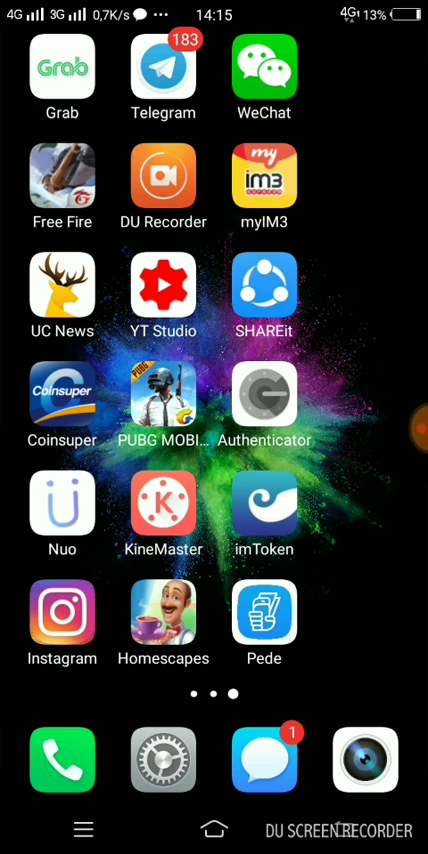 4G 3G 0,7K/s 14:15 4G 13%
183
Grab
Grab Telegram WeChat
my
im3
ooredoo
Free Fire DU Recorder myIM3
UC News YT Studio SHAREit
Coinsuper
PUBG
Coinsuper PUBG MOBI... Authenticator
K
Nuo KineMaster imToken
Instagram Homescapes Pede
1
DU SCREEN RECORDER